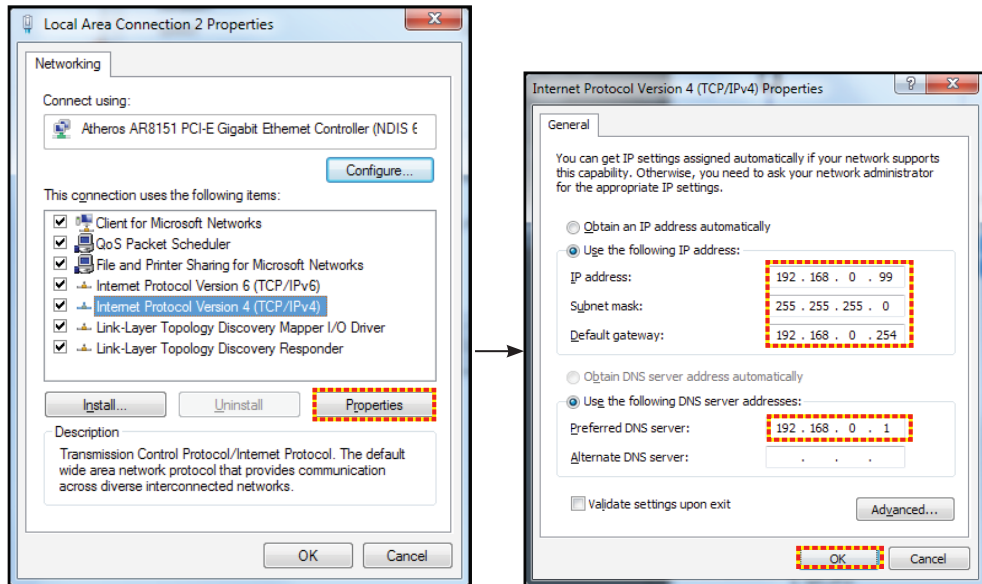 Local Area Connection 2 Properties
Networking
Connect using:
Atheros AR8151 PCI-E Gigabit Ethernet Controller (NDIS 6
Configure...
This connection uses the following items:
Client for Microsoft Networks
QoS Packet Scheduler
File and Printer Sharing for Microsoft Networks
Internet Protocol Version 6 (TCP/IPv6)
Internet Protocol Version 4 (TCP/IPv4)
Link-Layer Topology Discovery Mapper I/O Driver
Link-Layer Topology Discovery Responder
Install...
Uninstall
Properties
Description
Transmission Control Protocol/Internet Protocol. The default
wide area network protocol that provides communication
across diverse interconnected networks.
OK
Cancel
Internet Protocol Version 4 (TCP/IPv4) Properties
General
You can get IP settings assigned automatically if your network supports
this capability. Otherwise, you need to ask your network administrator
for the appropriate IP settings.
Obtain an IP address automatically
Use the following IP address:
IP address: 192 . 168 . 0 . 99
Subnet mask: 255 . 255 . 255 . 0
Default gateway: 192 . 168 . 0 . 254
Obtain DNS server address automatically
Use the following DNS server addresses:
Preferred DNS server: 192 . 168 . 0 . 1
Alternate DNS server: . . .
Validate settings upon exit
Advanced...
OK
Cancel